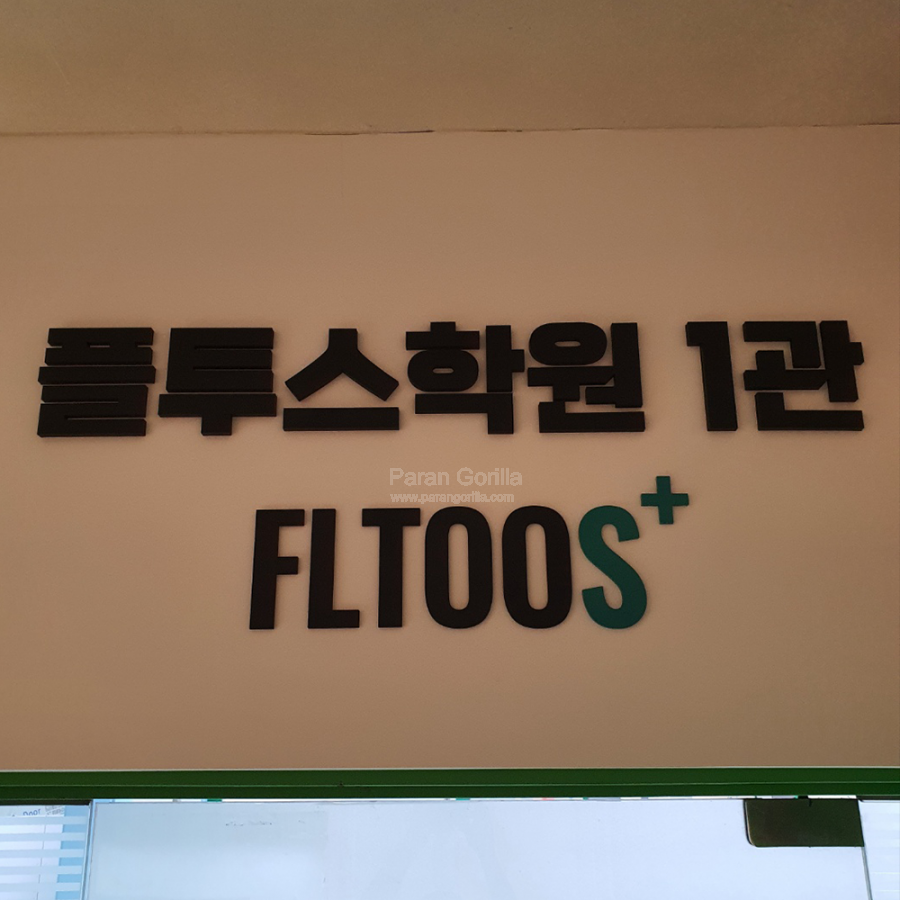 플투스학원 1관
Paran Gorilla
www.parangorilla.com
FLTOOS+